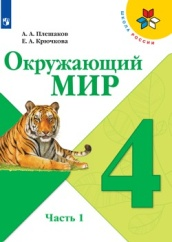 А. А. Плешаков
Е. А. Крючкова
ШКОЛА РОССИИ
Окружающий
МИР
4
Часть 1